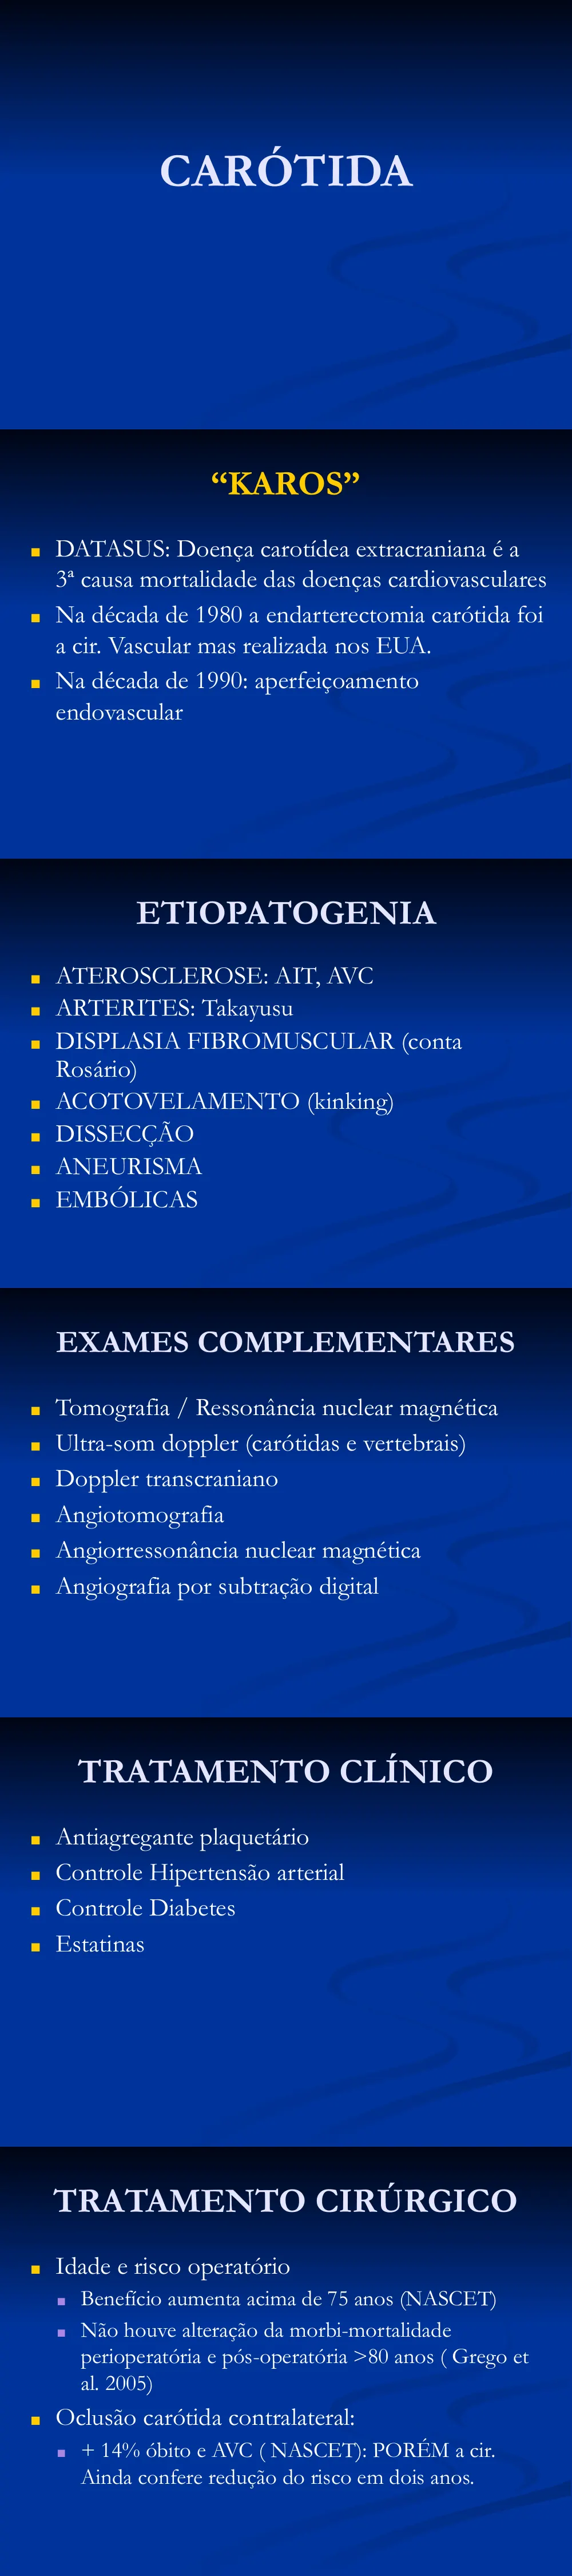 CARÓTIDA
“KAROS”
DATASUS: Doença carotídea extracraniana é a
3ª causa mortalidade das doenças cardiovasculares
Na década de 1980 a endarterectomia carótida foi
a cir. Vascular mas realizada nos EUA.
Na década de 1990: aperfeiçoamento
endovascular
ETIOPATOGENIA
ATEROSCLEROSE: AIT, AVC
ARTERITES: Takayusu
DISPLASIA FIBROMUSCULAR (conta
Rosário)
ACOTOVELAMENTO (kinking)
DISSECÇÃO
ANEURISMA
EMBÓLICAS
EXAMES COMPLEMENTARES
Tomografia / Ressonância nuclear magnética
Ultra-som doppler (carótidas e vertebrais)
Doppler transcraniano
Angiotomografia
Angiorressonância nuclear magnética
Angiografia por subtração digital
TRATAMENTO CLÍNICO
Antiagregante plaquetário
Controle Hipertensão arterial
Controle Diabetes
Estatinas
TRATAMENTO CIRÚRGICO
Idade e risco operatório
Benefício aumenta acima de 75 anos (NASCET)
Não houve alteração da morbi-mortalidade
perioperatória e pós-operatória >80 anos ( Grego et
al. 2005)
Oclusão carótida contralateral:
+ 14% óbito e AVC ( NASCET): PORÉM a cir.
Ainda confere redução do risco em dois anos.